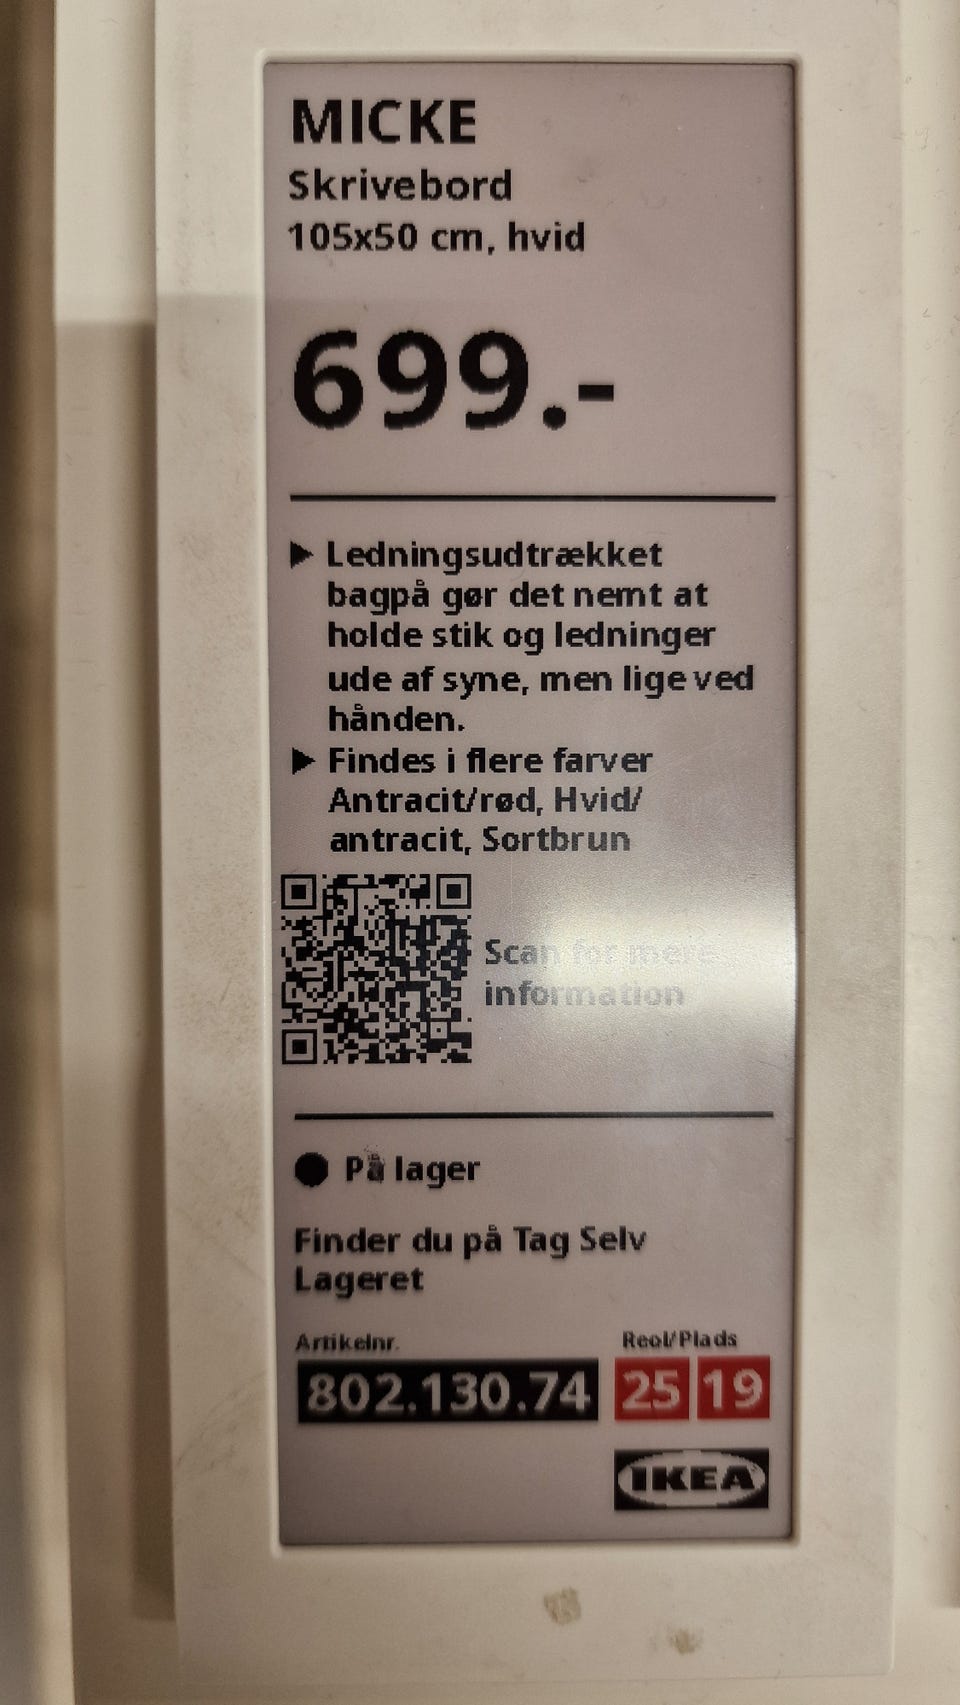 MICKE
Skrivebord
105x50 cm, hvid
699.-
▶ Ledningsudtrækket
bagpå gør det nemt at
holde stik og ledninger
ude af syne, men lige ved
hånden.
▶ Findes i flere farver
Antracit/rød, Hvid/
antracit, Sortbrun
Scan for mere
information
● På lager
Finder du på Tag Selv
Lageret
Artikelnr. Reol/Plads
802.130.74 25 19
IKEA